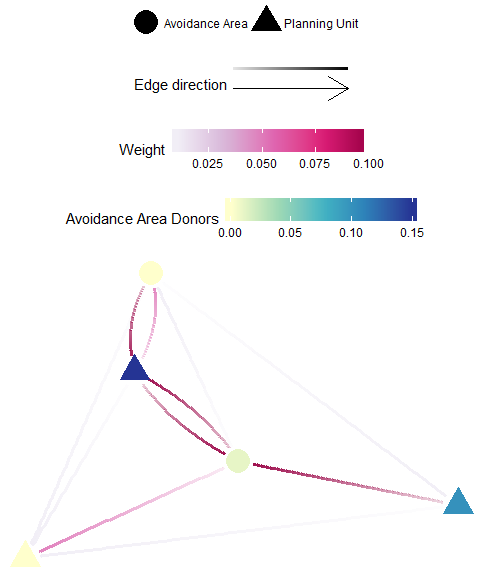 Avoidance Area Planning Unit
Edge direction
Weight
0.025 0.050 0.075 0.100
Avoidance Area Donors
0.00 0.05 0.10 0.15